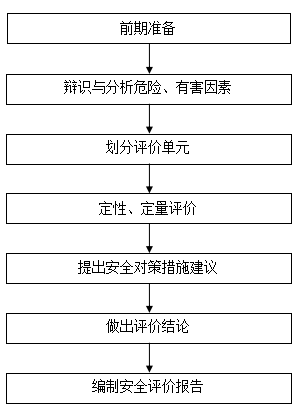 前期准备
辩识与分析危险、有害因素
划分评价单元
定性、定量评价
提出安全对策措施建议
做出评价结论
编制安全评价报告